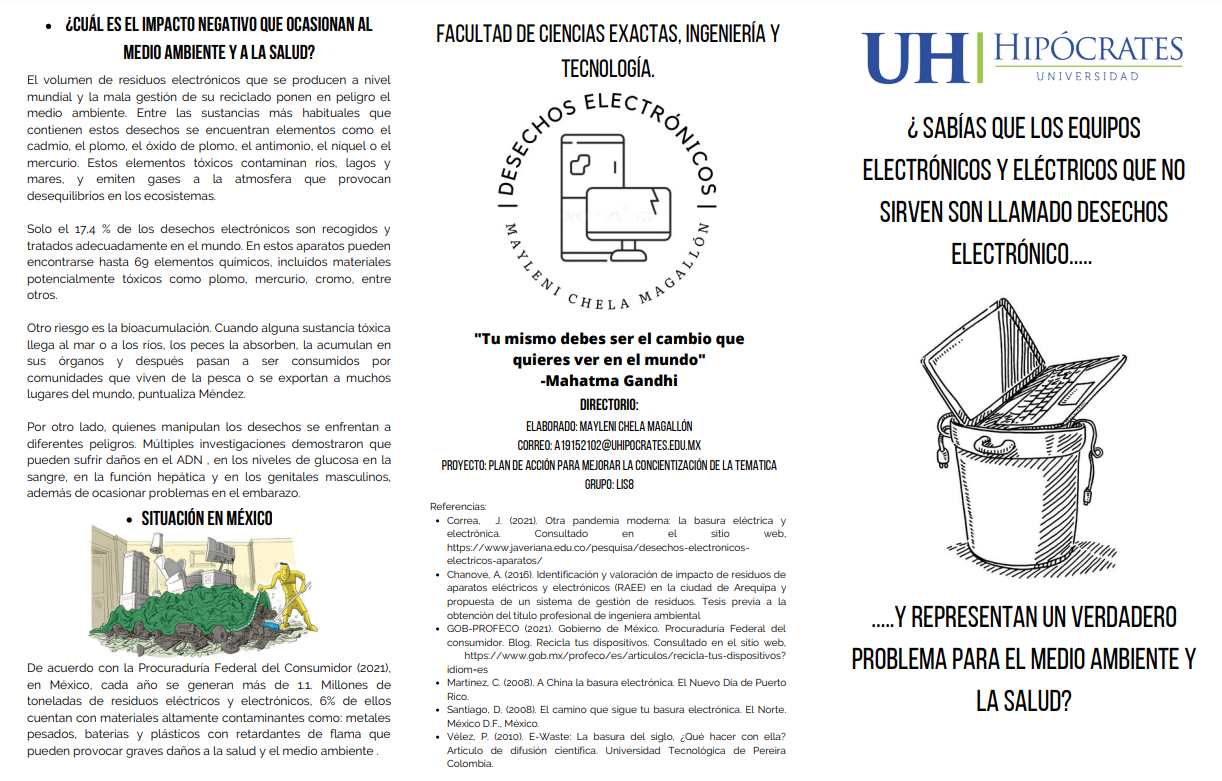 • ¿CUÁL ES EL IMPACTO NEGATIVO QUE OCASIONAN AL
MEDIO AMBIENTE Y A LA SALUD?
El volumen de residuos electrónicos que se producen a nivel
mundial y la mala gestión de su reciclado ponen en peligro el
medio ambiente. Entre las sustancias más habituales que
contienen estos desechos se encuentran elementos como el
cadmio, el plomo, el óxido de plomo, el antimonio, el níquel o el
mercurio. Estos elementos tóxicos contaminan ríos, lagos y
mares, y emiten gases a la atmosfera que provocan
desequilibrios en los ecosistemas.
Solo el 17,4 % de los desechos electrónicos son recogidos y
tratados adecuadamente en el mundo. En estos aparatos pueden
encontrarse hasta 69 elementos químicos, incluidos materiales
potencialmente tóxicos como plomo, mercurio, cromo, entre
otros.
Otro riesgo es la bioacumulación. Cuando alguna sustancia tóxica
llega al mar o a los ríos, los peces la absorben, la acumulan en
sus órganos y después pasan a ser consumidos por
comunidades que viven de la pesca o se exportan a muchos
lugares del mundo, puntualiza Méndez.
Por otro lado, quienes manipulan los desechos se enfrentan a
diferentes peligros. Múltiples investigaciones demostraron que
pueden sufrir daños en el ADN , en los niveles de glucosa en la
sangre, en la función hepática y en los genitales masculinos,
además de ocasionar problemas en el embarazo.
• SITUACIÓN EN MÉXICO
De acuerdo con la Procuraduría Federal del Consumidor (2021),
en México, cada año se generan más de 1.1. Millones de
toneladas de residuos eléctricos y electrónicos, 6% de ellos
cuentan con materiales altamente contaminantes como: metales
pesados, baterías y plásticos con retardantes de flama que
pueden provocar graves daños a la salud y el medio ambiente .
FACULTAD DE CIENCIAS EXACTAS, INGENIERÍA Y
TECNOLOGÍA.
| DESECHOS ELECTRÓNICOS |
MAYLENI CHELA MAGALLÓN
"Tu mismo debes ser el cambio que
quieres ver en el mundo"
-Mahatma Gandhi
DIRECTORIO:
ELABORADO: MAYLENI CHELA MAGALLÓN
CORREO: A19152102@UHIPOCRATES.EDU.MX
PROYECTO: PLAN DE ACCIÓN PARA MEJORAR LA CONCIENTIZACIÓN DE LA TEMATICA
GRUPO: LIS8
Referencias:
• Correa, J. (2021). Otra pandemia moderna: la basura eléctrica y
electrónica. Consultado en el sitio web,
https://www.javeriana.edu.co/pesquisa/desechos-electronicos-
electricos-aparatos/
• Chanove, A. (2016). Identificación y valoración de impacto de residuos de
aparatos eléctricos y electrónicos (RAEE) en la ciudad de Arequipa y
propuesta de un sistema de gestión de residuos. Tesis previa a la
obtención del título profesional de ingeniera ambiental
• GOB-PROFECO (2021). Gobierno de México. Procuraduría Federal del
consumidor. Blog. Recicla tus dispositivos. Consultado en el sitio web,
https://www.gob.mx/profeco/es/articulos/recicla-tus-dispositivos?
idiom=es
• Martínez, C. (2008). A China la basura electrónica. El Nuevo Día de Puerto
Rico.
• Santiago, D. (2008). El camino que sigue tu basura electrónica. El Norte.
México D.F., México.
• Vélez, P. (2010). E-Waste: La basura del siglo, ¿Qué hacer con ella?
Artículo de difusión científica. Universidad Tecnológica de Pereira
Colombia.
UH | HIPÓCRATES
UNIVERSIDAD
¿ SABÍAS QUE LOS EQUIPOS
ELECTRÓNICOS Y ELÉCTRICOS QUE NO
SIRVEN SON LLAMADO DESECHOS
ELECTRÓNICO.....
.....Y REPRESENTAN UN VERDADERO
PROBLEMA PARA EL MEDIO AMBIENTE Y
LA SALUD?